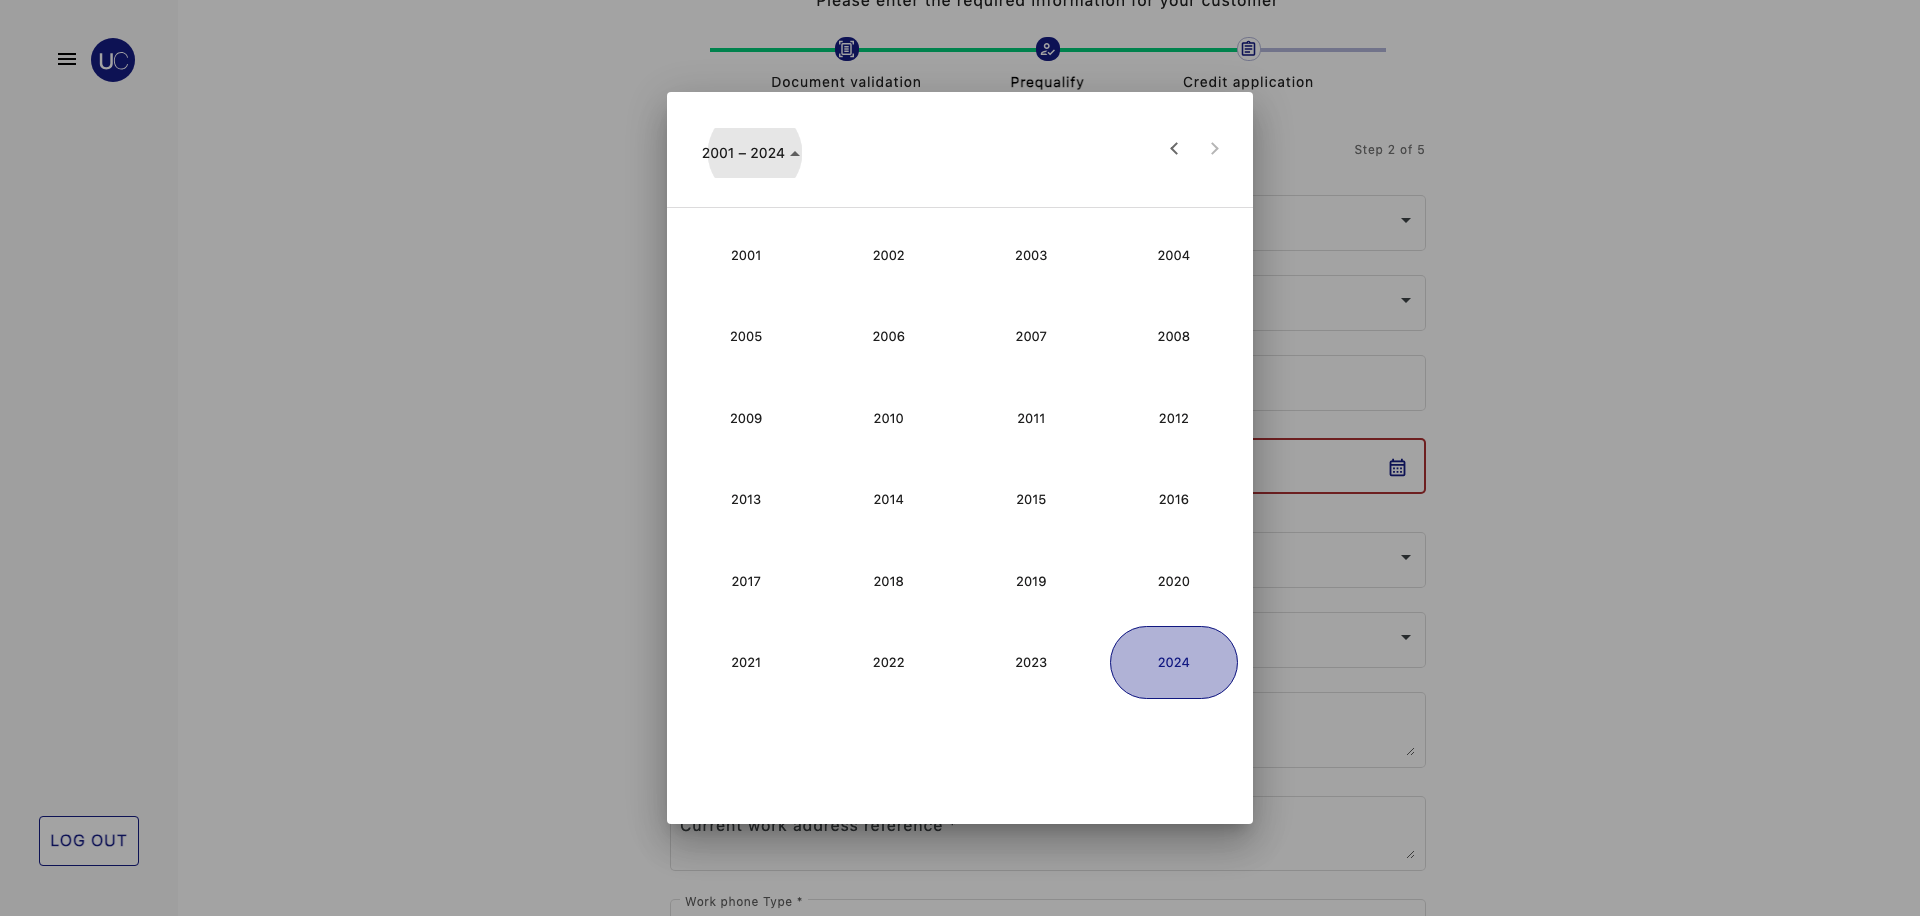 Please enter the required information for your customer
UC
Document validation
Prequalify
Credit application
2001 – 2024
Step 2 of 5
2001 2002 2003 2004
2005 2006 2007 2008
2009 2010 2011 2012
2013 2014 2015 2016
2017 2018 2019 2020
2021 2022 2023 2024
Current work address reference *
LOG OUT
Work phone Type *